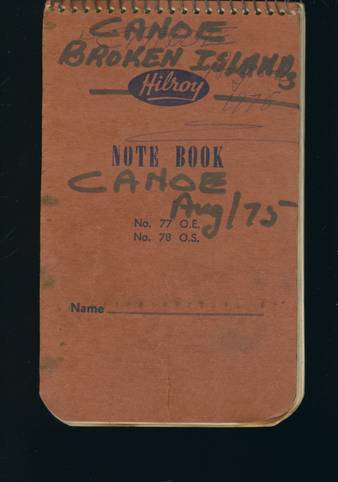 CANOE
BROKEN ISLANDS
Hilroy
NOTE BOOK
CANOE
Aug/75
No. 77 O.E.
No. 78 O.S.
Name